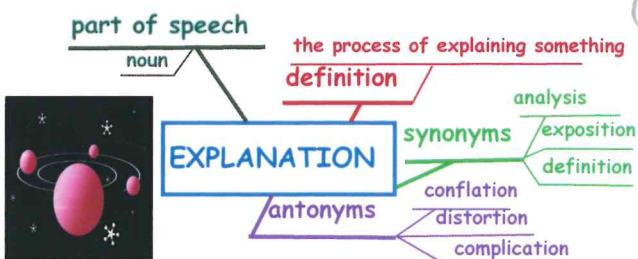 part of speech
noun
the process of explaining something
definition
EXPLANATION
synonyms
analysis
exposition
definition
antonyms
conflation
distortion
complication